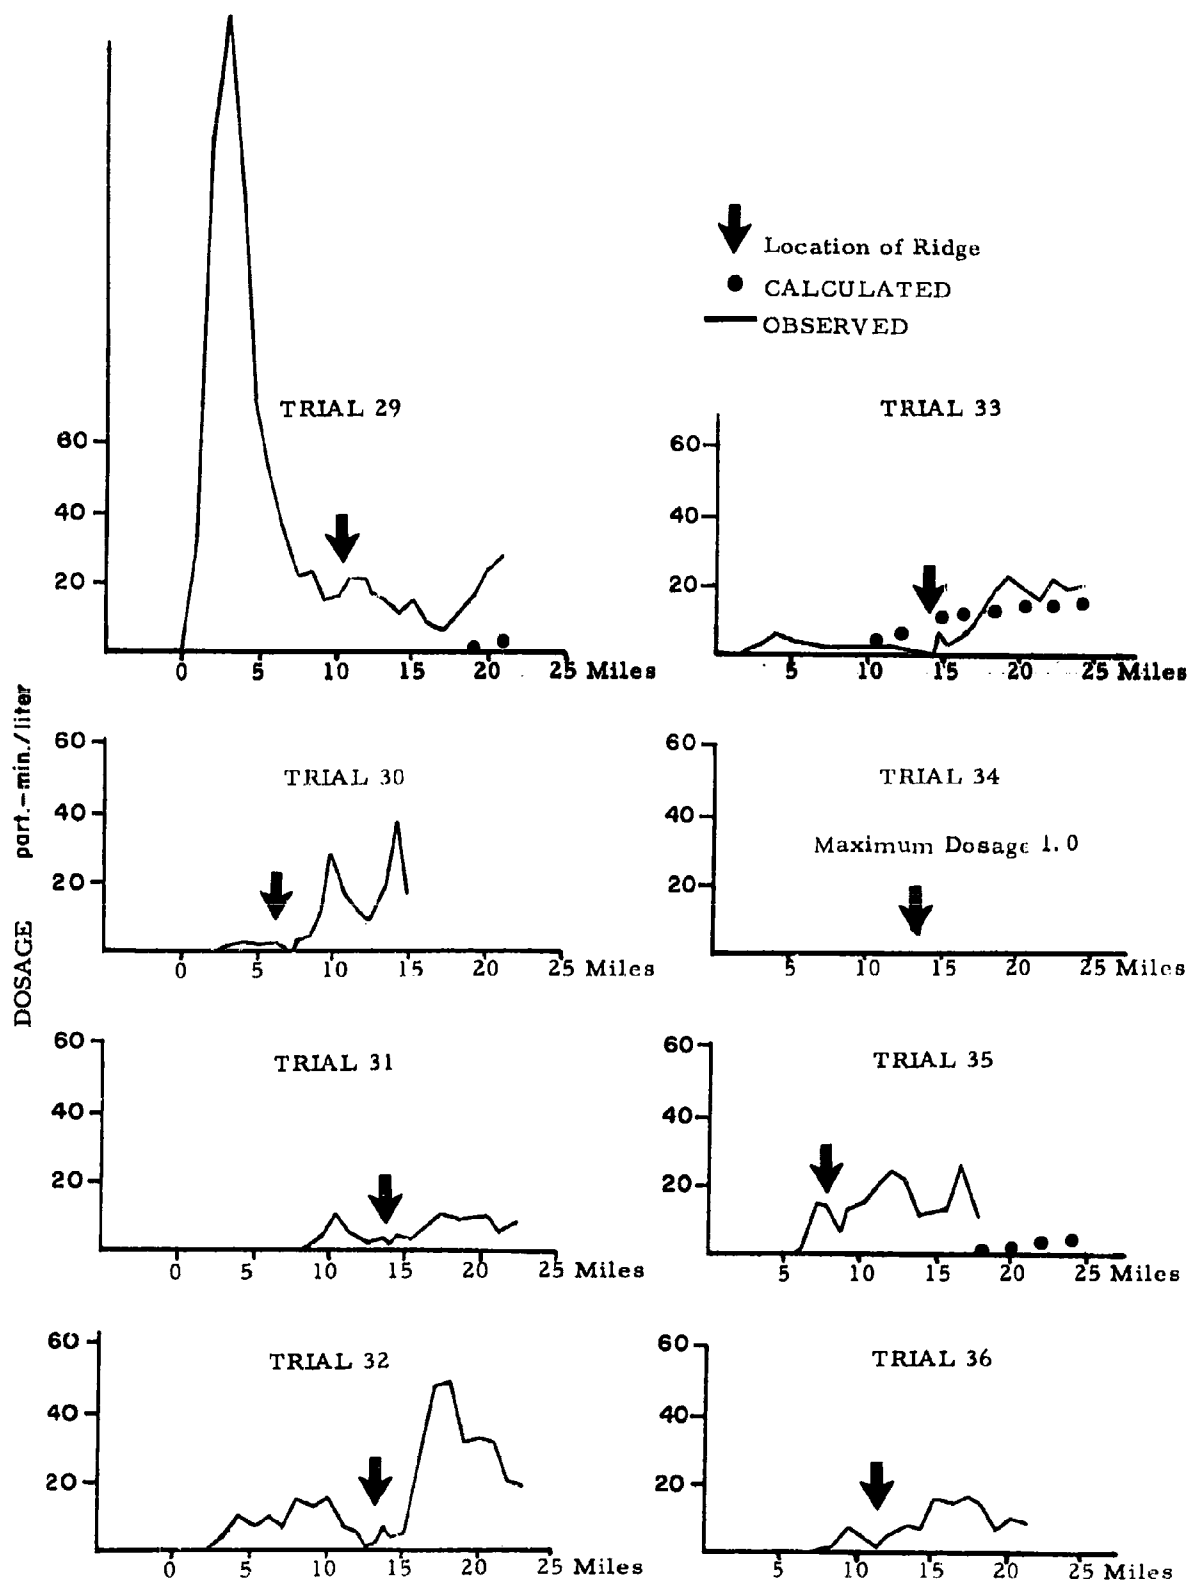 Location of Ridge
CALCULATED
OBSERVED
TRIAL 29
60
40
20
0 5 10 15 20 25 Miles
TRIAL 33
60
40
20
5 10 15 20 25 Miles
DOSAGE part.-min./liter
TRIAL 30
60
40
20
0 5 10 15 20 25 Miles
TRIAL 34
Maximum Dosage 1.0
60
40
20
5 10 15 20 25 Miles
TRIAL 31
60
40
20
0 5 10 15 20 25 Miles
TRIAL 35
60
40
20
5 10 15 20 25 Miles
TRIAL 32
60
40
20
0 5 10 15 20 25 Miles
TRIAL 36
60
40
20
5 10 15 20 25 Miles